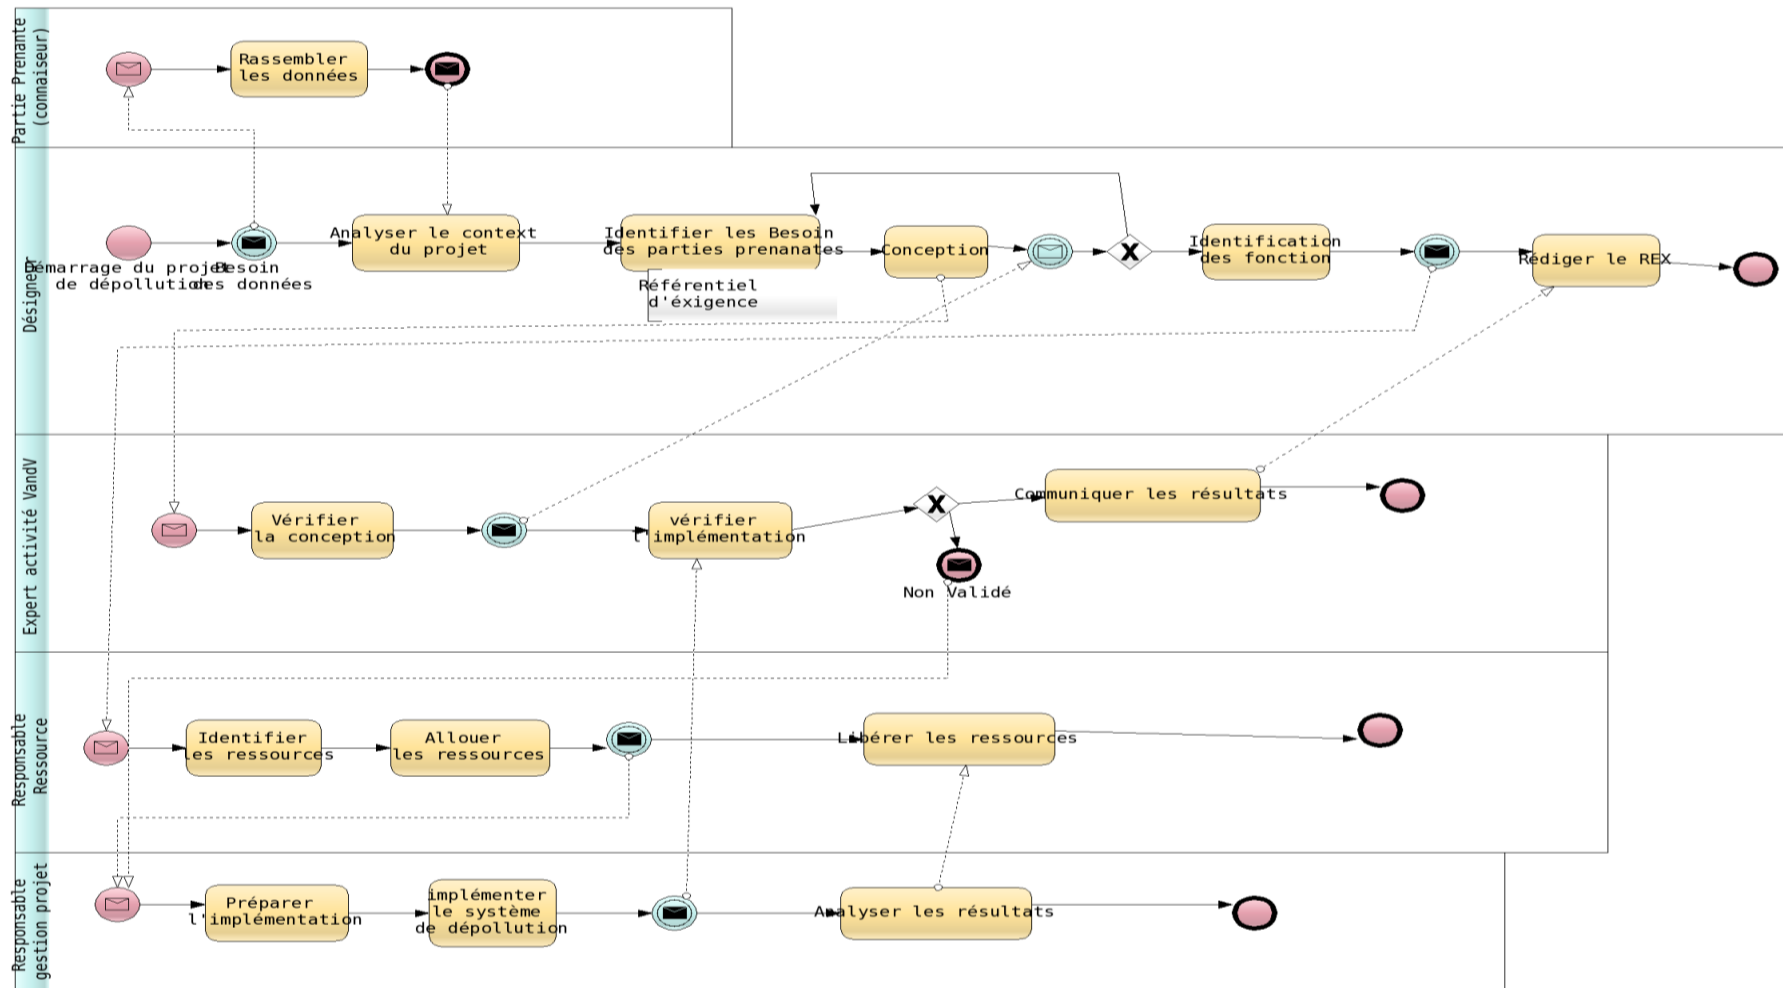 Partie Prenante
(connaiseur)
Rassembler
les données
Désigneur
Démarrage du projet
de dépollution
Besoin
des données
Analyser le context
du projet
Identifier les Besoin
des parties prenanates
Référentiel
d'éxigence
Conception
X
Identification
des fonction
Rédiger le REX
Expert activité VandV
Vérifier
la conception
vérifier
l'implémentation
X
Non Validé
Communiquer les résultats
Responsable
Ressource
Identifier
les ressources
Allouer
les ressources
Libérer les ressources
Responsable
gestion projet
Préparer
l'implémentation
implémenter
le système
de dépollution
Analyser les résultats